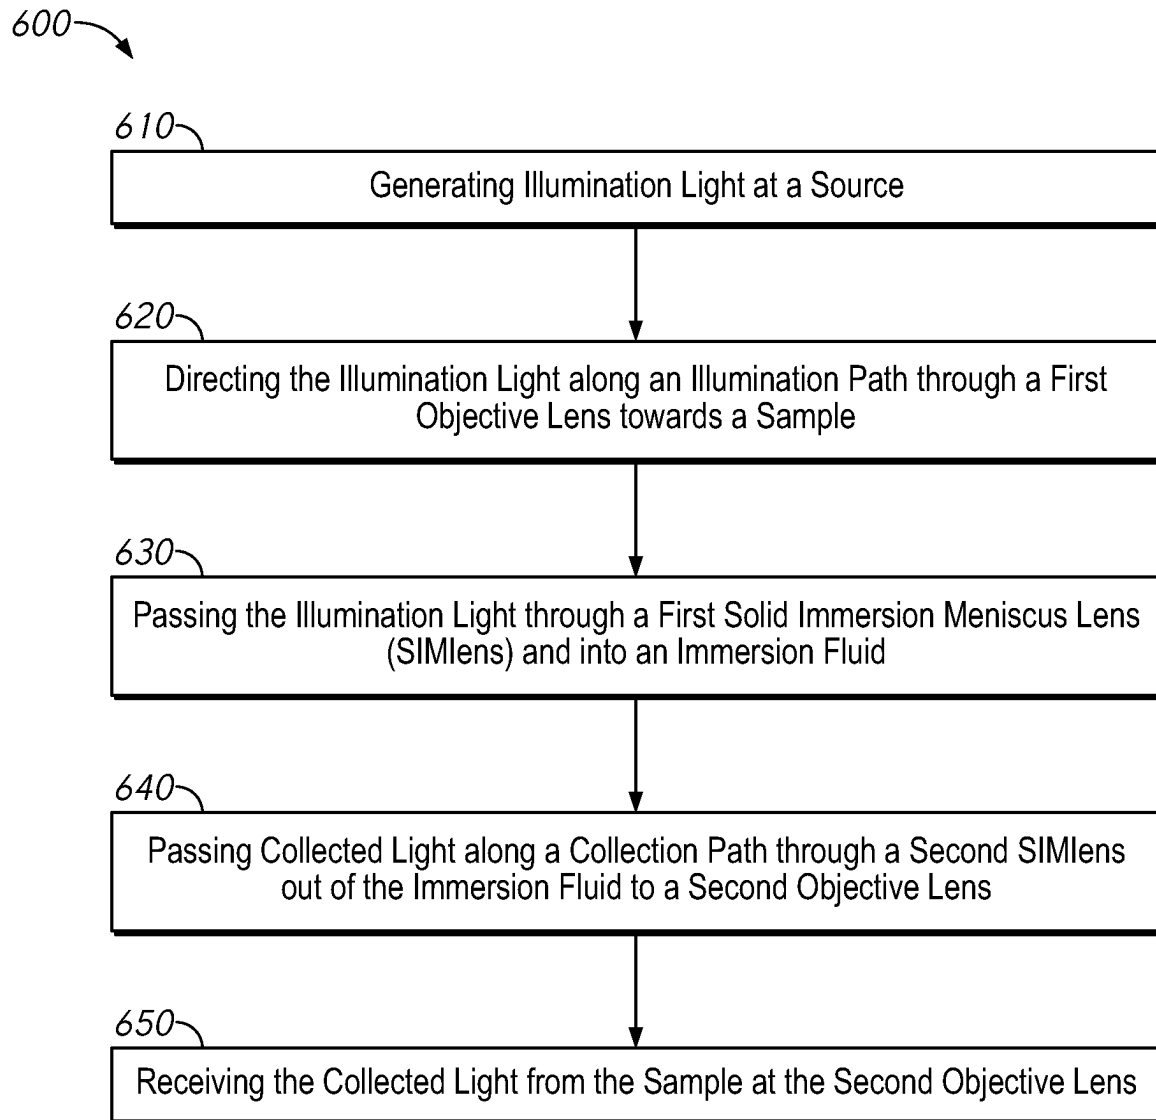 600
610
Generating Illumination Light at a Source
620
Directing the Illumination Light along an Illumination Path through a First
Objective Lens towards a Sample
630
Passing the Illumination Light through a First Solid Immersion Meniscus Lens
(SIMlens) and into an Immersion Fluid
640
Passing Collected Light along a Collection Path through a Second SIMlens
out of the Immersion Fluid to a Second Objective Lens
650
Receiving the Collected Light from the Sample at the Second Objective Lens